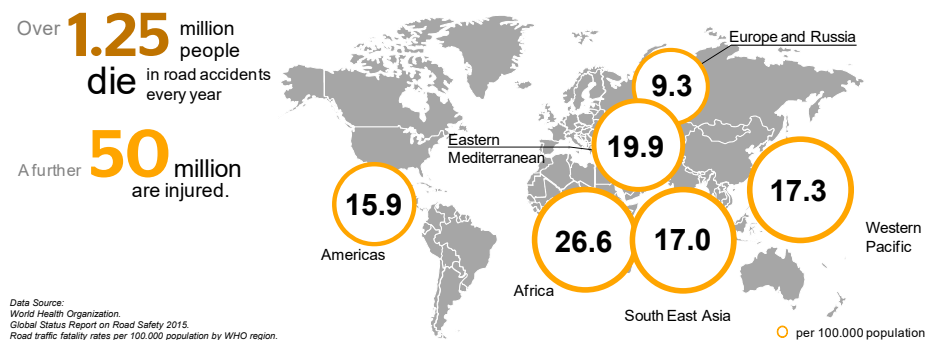 Over 1.25 million
people
die in road accidents
every year
A further 50 million
are injured.
Europe and Russia
9.3
Eastern
Mediterranean
19.9
15.9
Americas
26.6
Africa
17.0
South East Asia
17.3
Western
Pacific
Data Source:
World Health Organization.
Global Status Report on Road Safety 2015.
Road traffic fatality rates per 100.000 population by WHO region.
per 100.000 population